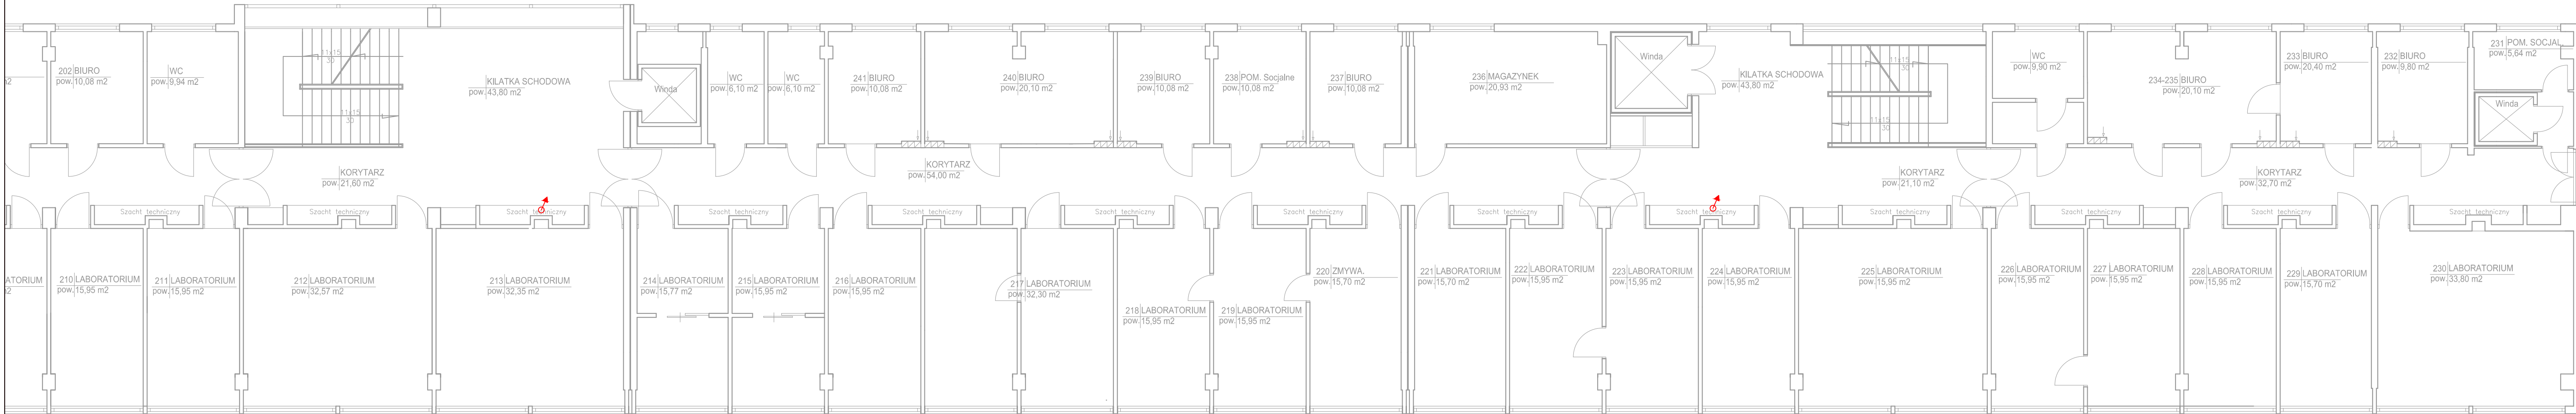 m2
202 BIURO
pow. 10,08 m2
WC
pow. 9,94 m2
11x15
30
11x15
30
KILATKA SCHODOWA
pow. 43,80 m2
Winda
WC
pow. 6,10 m2
WC
pow. 6,10 m2
241 BIURO
pow. 10,08 m2
240 BIURO
pow. 20,10 m2
239 BIURO
pow. 10,08 m2
238 POM. Socjalne
pow. 10,08 m2
237 BIURO
pow. 10,08 m2
236 MAGAZYNEK
pow. 20,93 m2
Winda
KILATKA SCHODOWA
pow. 43,80 m2
11x15
30
11x15
30
WC
pow. 9,90 m2
234-235 BIURO
pow. 20,10 m2
233 BIURO
pow. 20,40 m2
232 BIURO
pow. 9,80 m2
231 POM. SOCJAL.
pow. 5,64 m2
Winda
KORYTARZ
pow. 21,60 m2
KORYTARZ
pow. 54,00 m2
KORYTARZ
pow. 21,10 m2
KORYTARZ
pow. 32,70 m2
Szacht techniczny
Szacht techniczny
Szacht techniczny
Szacht techniczny
Szacht techniczny
Szacht techniczny
Szacht techniczny
Szacht techniczny
Szacht techniczny
Szacht techniczny
Szacht techniczny
Szacht techniczny
Szacht techniczny
ATORIUM
2
210 LABORATORIUM
pow. 15,95 m2
211 LABORATORIUM
pow. 15,95 m2
212 LABORATORIUM
pow. 32,57 m2
213 LABORATORIUM
pow. 32,35 m2
214 LABORATORIUM
pow. 15,77 m2
215 LABORATORIUM
pow. 15,95 m2
216 LABORATORIUM
pow. 15,95 m2
217 LABORATORIUM
pow. 32,30 m2
218 LABORATORIUM
pow. 15,95 m2
219 LABORATORIUM
pow. 15,95 m2
220 ZMYWA.
pow. 15,70 m2
221 LABORATORIUM
pow. 15,70 m2
222 LABORATORIUM
pow. 15,95 m2
223 LABORATORIUM
pow. 15,95 m2
224 LABORATORIUM
pow. 15,95 m2
225 LABORATORIUM
pow. 15,95 m2
226 LABORATORIUM
pow. 15,95 m2
227 LABORATORIUM
pow. 15,95 m2
228 LABORATORIUM
pow. 15,95 m2
229 LABORATORIUM
pow. 15,70 m2
230 LABORATORIUM
pow. 33,80 m2